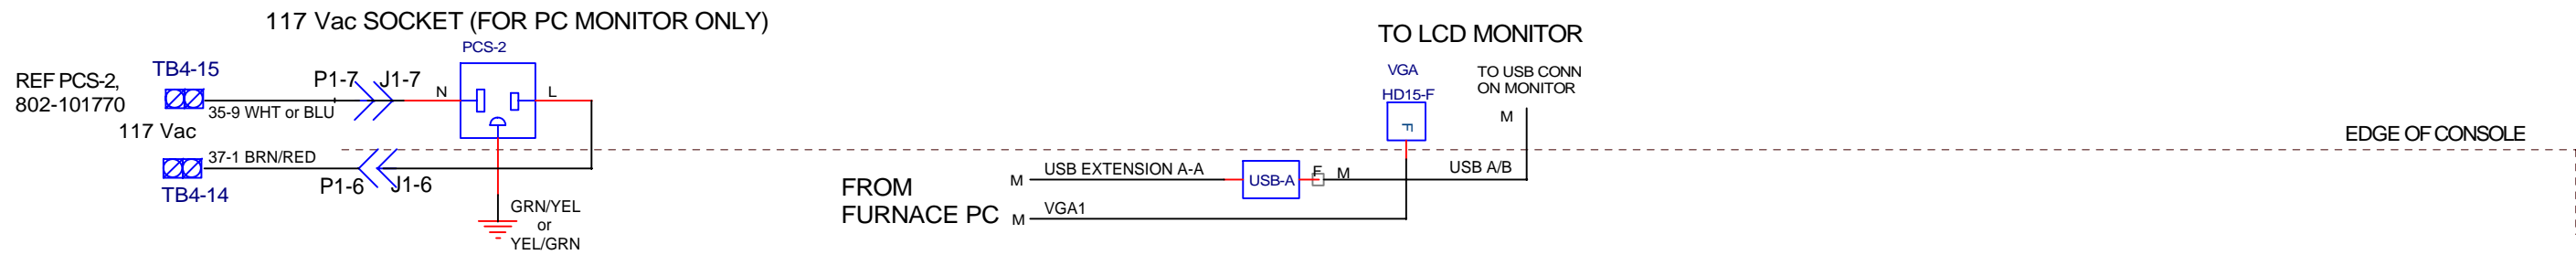 117 Vac SOCKET (FOR PC MONITOR ONLY)
PCS-2
REF PCS-2,
802-101770
TB4-15
P1-7
J1-7
N
L
35-9 WHT or BLU
117 Vac
37-1 BRN/RED
TB4-14
P1-6
J1-6
GRN/YEL
or
YEL/GRN
TO LCD MONITOR
VGA
HD15-F
F
TO USB CONN
ON MONITOR
M
EDGE OF CONSOLE
FROM
FURNACE PC
M
USB EXTENSION A-A
USB-A
F
M
USB A/B
M
VGA1